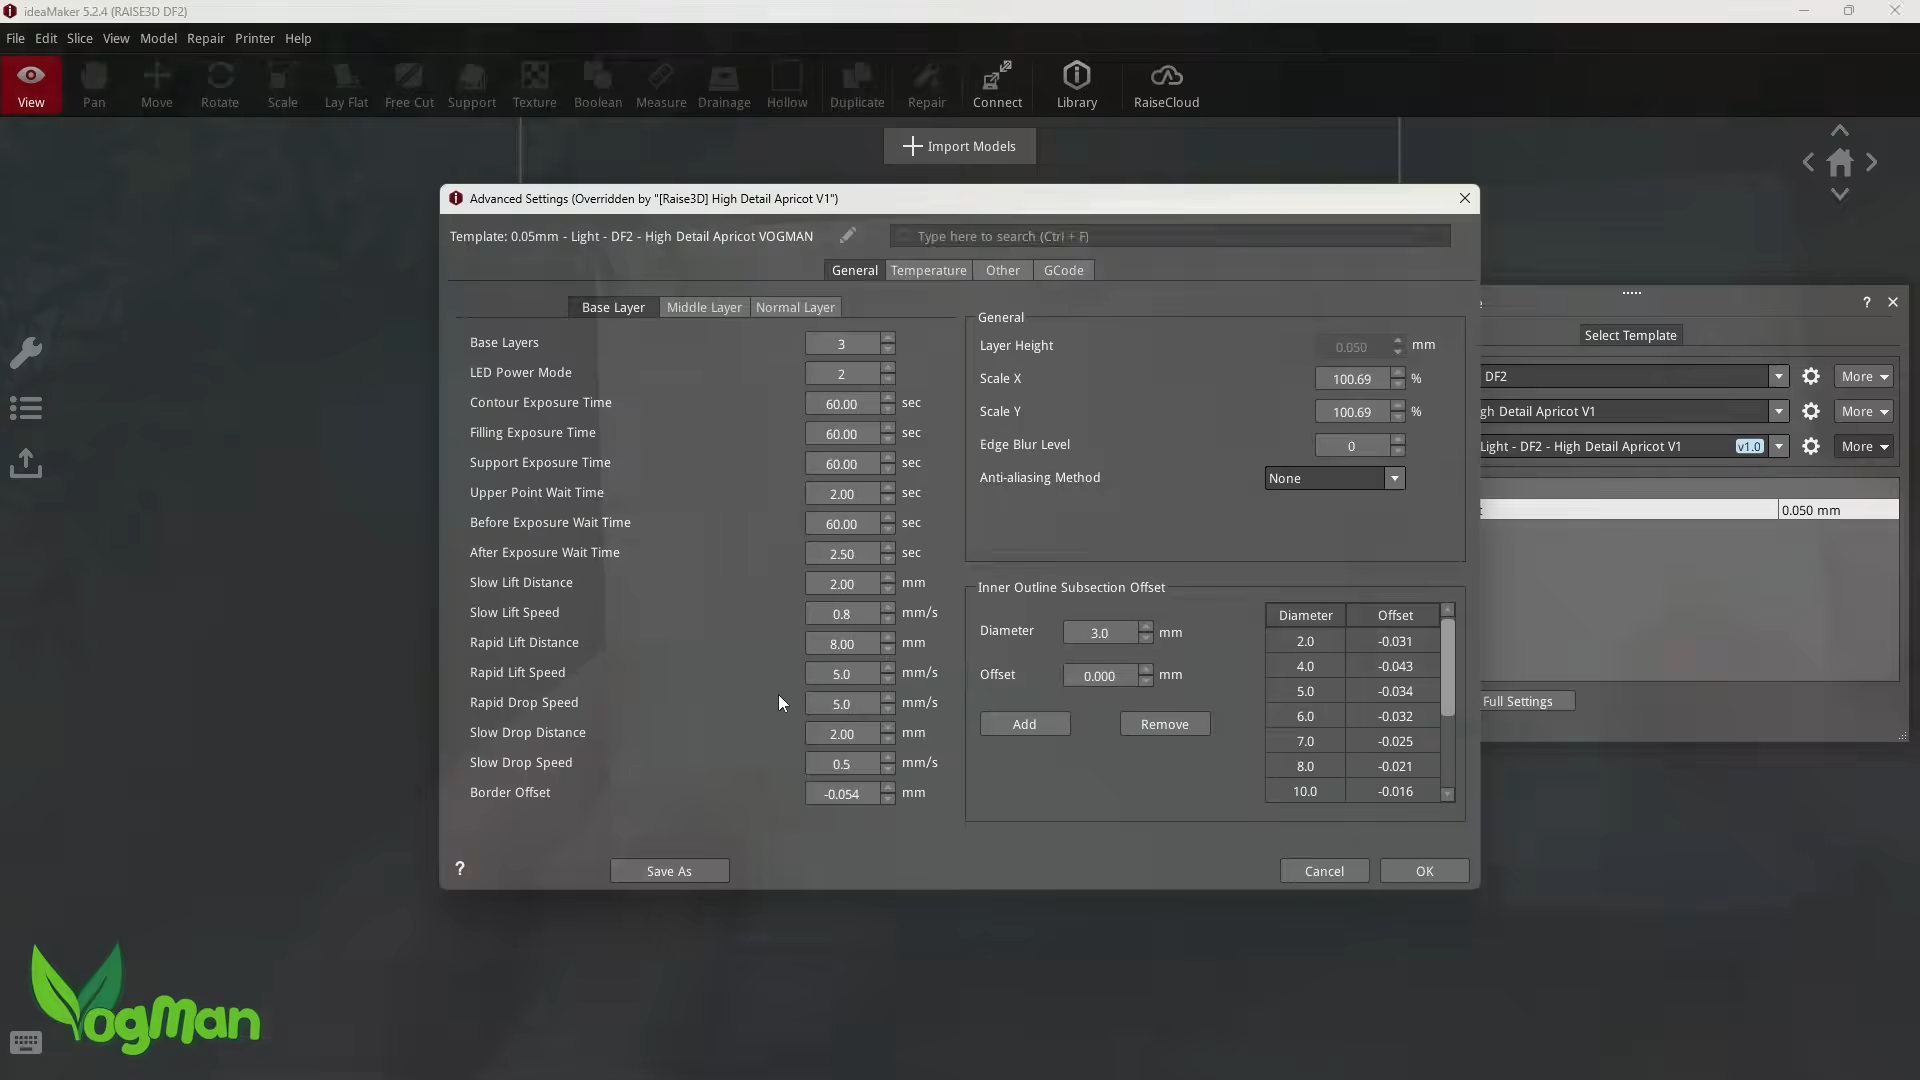 ideaMaker 5.2.4 (RAISE3D DF2)
File Edit Slice View Model Repair Printer Help
View Pan Move Rotate Scale Lay Flat Free Cut Support Texture Boolean Measure Drainage Hollow Duplicate Repair Connect Library RaiseCloud
Import Models
Advanced Settings (Overridden by "[Raise3D] High Detail Apricot V1")
Template: 0.05mm - Light - DF2 - High Detail Apricot VOGMAN
Type here to search (Ctrl + F)
General Temperature Other GCode
Base Layer Middle Layer Normal Layer
Base Layers 3
LED Power Mode 2
Contour Exposure Time 60.00 sec
Filling Exposure Time 60.00 sec
Support Exposure Time 60.00 sec
Upper Point Wait Time 2.00 sec
Before Exposure Wait Time 60.00 sec
After Exposure Wait Time 2.50 sec
Slow Lift Distance 2.00 mm
Slow Lift Speed 0.8 mm/s
Rapid Lift Distance 8.00 mm
Rapid Lift Speed 5.0 mm/s
Rapid Drop Speed 5.0 mm/s
Slow Drop Distance 2.00 mm
Slow Drop Speed 0.5 mm/s
Border Offset -0.054 mm
General
Layer Height 0.050 mm
Scale X 100.69 %
Scale Y 100.69 %
Edge Blur Level 0
Anti-aliasing Method None
Inner Outline Subsection Offset
Diameter 3.0 mm
Offset 0.000 mm
Add Remove
Diameter Offset
2.0 -0.031
4.0 -0.043
5.0 -0.034
6.0 -0.032
7.0 -0.025
8.0 -0.021
10.0 -0.016
? Save As Cancel OK
e ?
Select Template
DF2 More
gh Detail Apricot V1 More
Light - DF2 - High Detail Apricot V1 v1.0 More
t 0.050 mm
Full Settings
VogMan